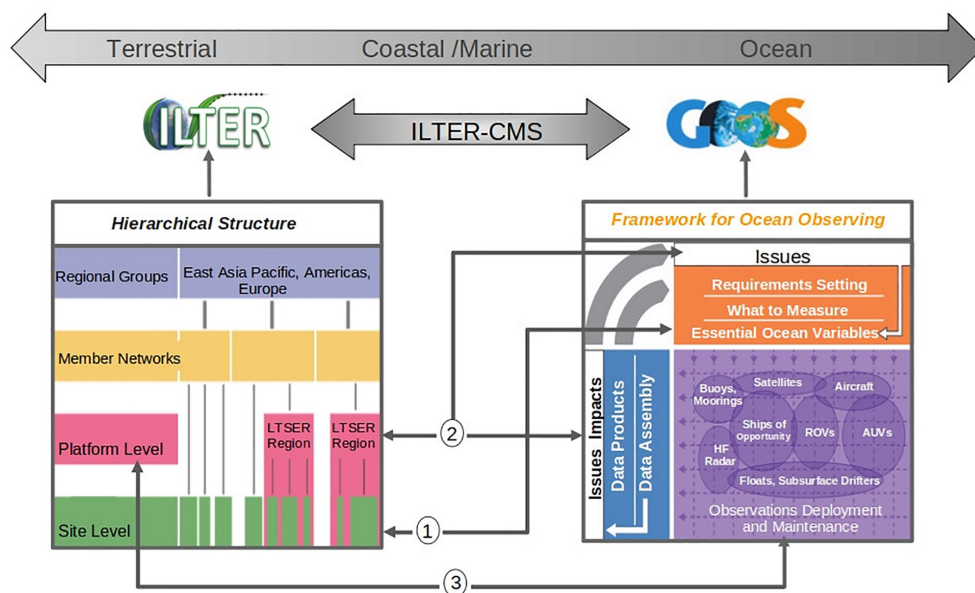 Terrestrial
Coastal /Marine
Ocean
ILTER
ILTER-CMS
GOOS
Hierarchical Structure
Regional Groups
East Asia Pacific, Americas,
Europe
Member Networks
Platform Level
LTSER
Region
LTSER
Region
Site Level
2
1
3
Framework for Ocean Observing
Issues
Requirements Setting
What to Measure
Essential Ocean Variables
Issues Impacts
Data Products
Data Assembly
Buoys,
Moorings
Satellites
Aircraft
Ships of
Opportunity
ROVs
AUVs
HF
Radar
Floats, Subsurface Drifters
Observations Deployment
and Maintenance